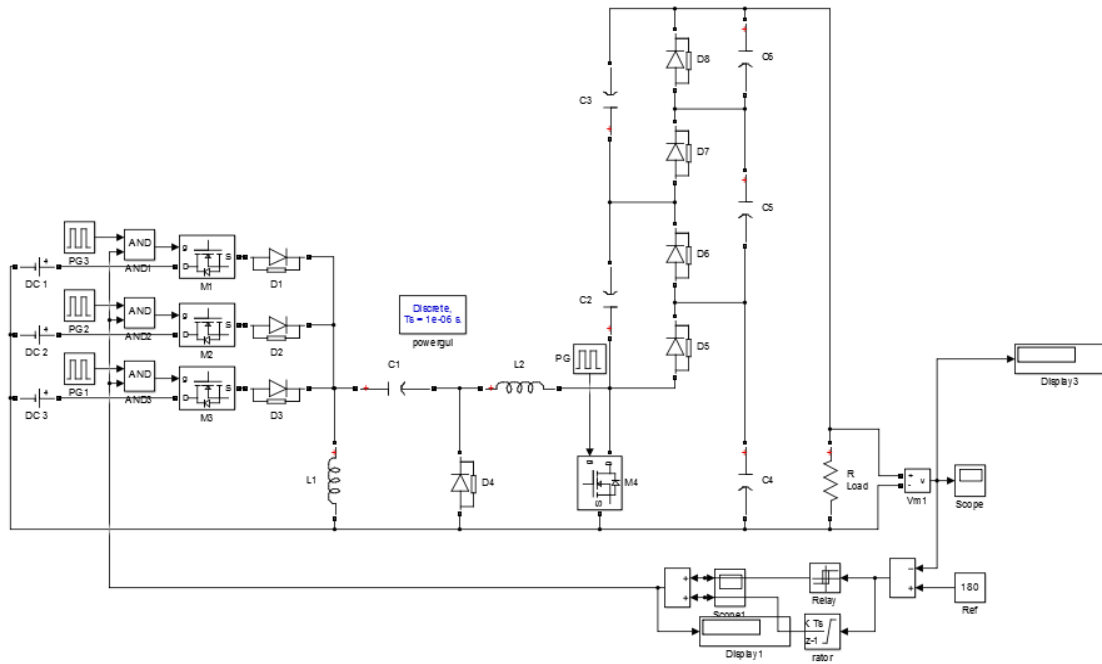 D8
C6
C3
D7
C5
D6
C2
D5
PG3
AND
AND1
g
D
S
M1
D1
DC 1
PG2
AND
AND2
g
D
S
M2
D2
DC 2
PG1
AND
AND3
g
D
S
M3
D3
DC 3
Discrete,
Ts = 1e-06 s.
powergui
C1
L2
PG
L1
D4
g
D
S
M4
C4
R
Load
+
-
v
Vm1
Scope
Display3
Relay
180
Ref
Scope1
Display1
K Ts
z-1
rator